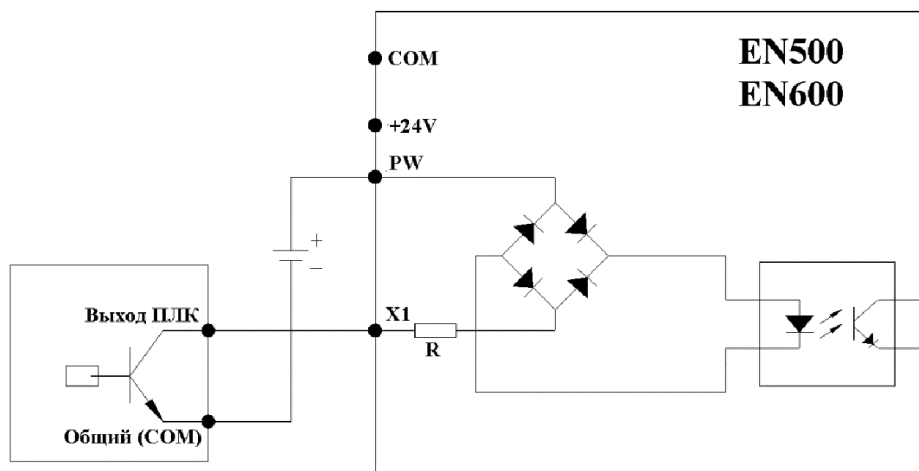 EN500
EN600
COM
+24V
PW
+
−
Выход ПЛК
X1
R
Общий (COM)